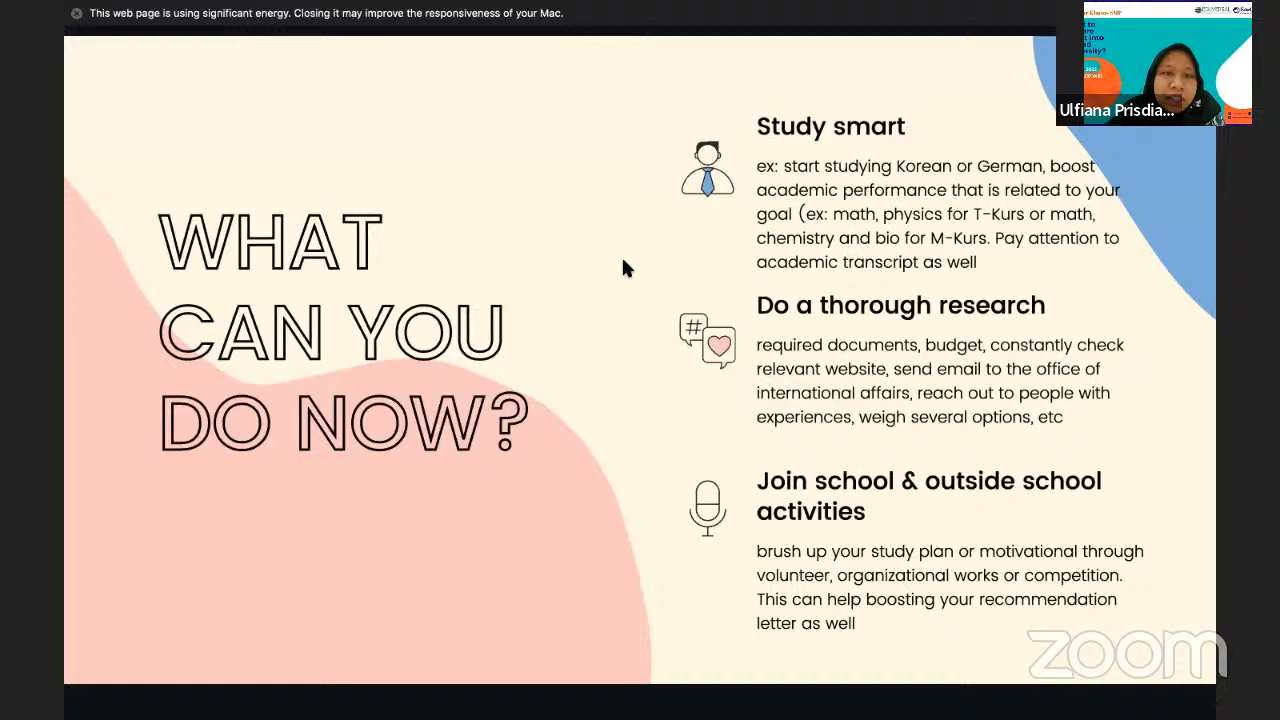 This web page is using significant energy. Closing it may improve the responsiveness of your Mac.
WHAT
CAN YOU
DO NOW?
Study smart
ex: start studying Korean or German, boost
academic performance that is related to your
goal (ex: math, physics for T-Kurs or math,
chemistry and bio for M-Kurs. Pay attention to
academic transcript as well
#
Do a thorough research
required documents, budget, constantly check
relevant website, send email to the office of
international affairs, reach out to people with
experiences, weigh several options, etc
Join school & outside school
activities
brush up your study plan or motivational through
volunteer, organizational works or competition.
This can help boosting your recommendation
letter as well
Ulfiana Prisdia...
zoom